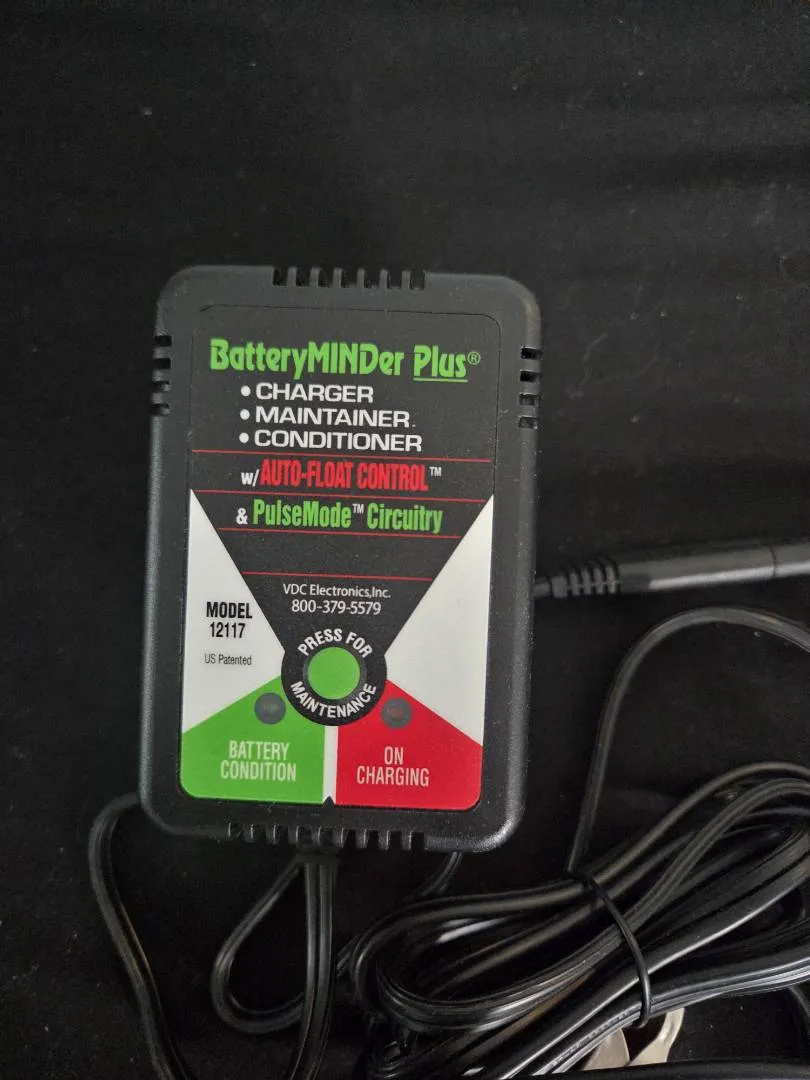 BatteryMINDer Plus®
• CHARGER
• MAINTAINER
• CONDITIONER
w/ AUTO-FLOAT CONTROL™
& PulseMode™ Circuitry
VDC Electronics,Inc.
800-379-5579
MODEL
12117
US Patented
PRESS FOR
MAINTENANCE
BATTERY
CONDITION
ON
CHARGING